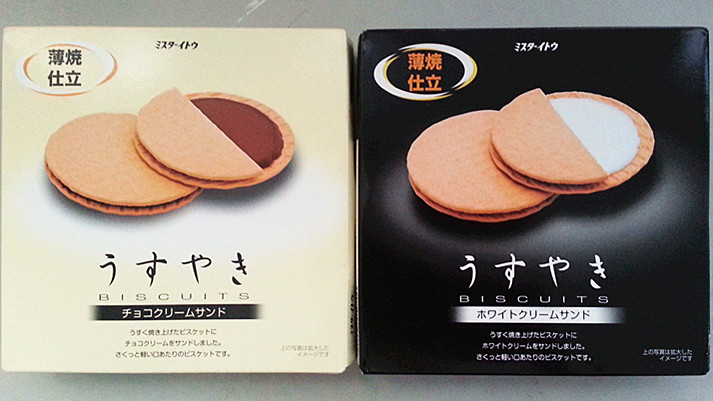 ミスターイトウ
薄焼
仕立
うすやき
BISCUITS
チョコクリームサンド
うすく焼き上げたビスケットに
チョコクリームをサンドしました。
さくっと軽い口あたりのビスケットです。
上の写真は拡大した
イメージです
ミスターイトウ
薄焼
仕立
うすやき
BISCUITS
ホワイトクリームサンド
うすく焼き上げたビスケットに
ホワイトクリームをサンドしました。
さくっと軽い口あたりのビスケットです。
上の写真は拡大した
イメージです